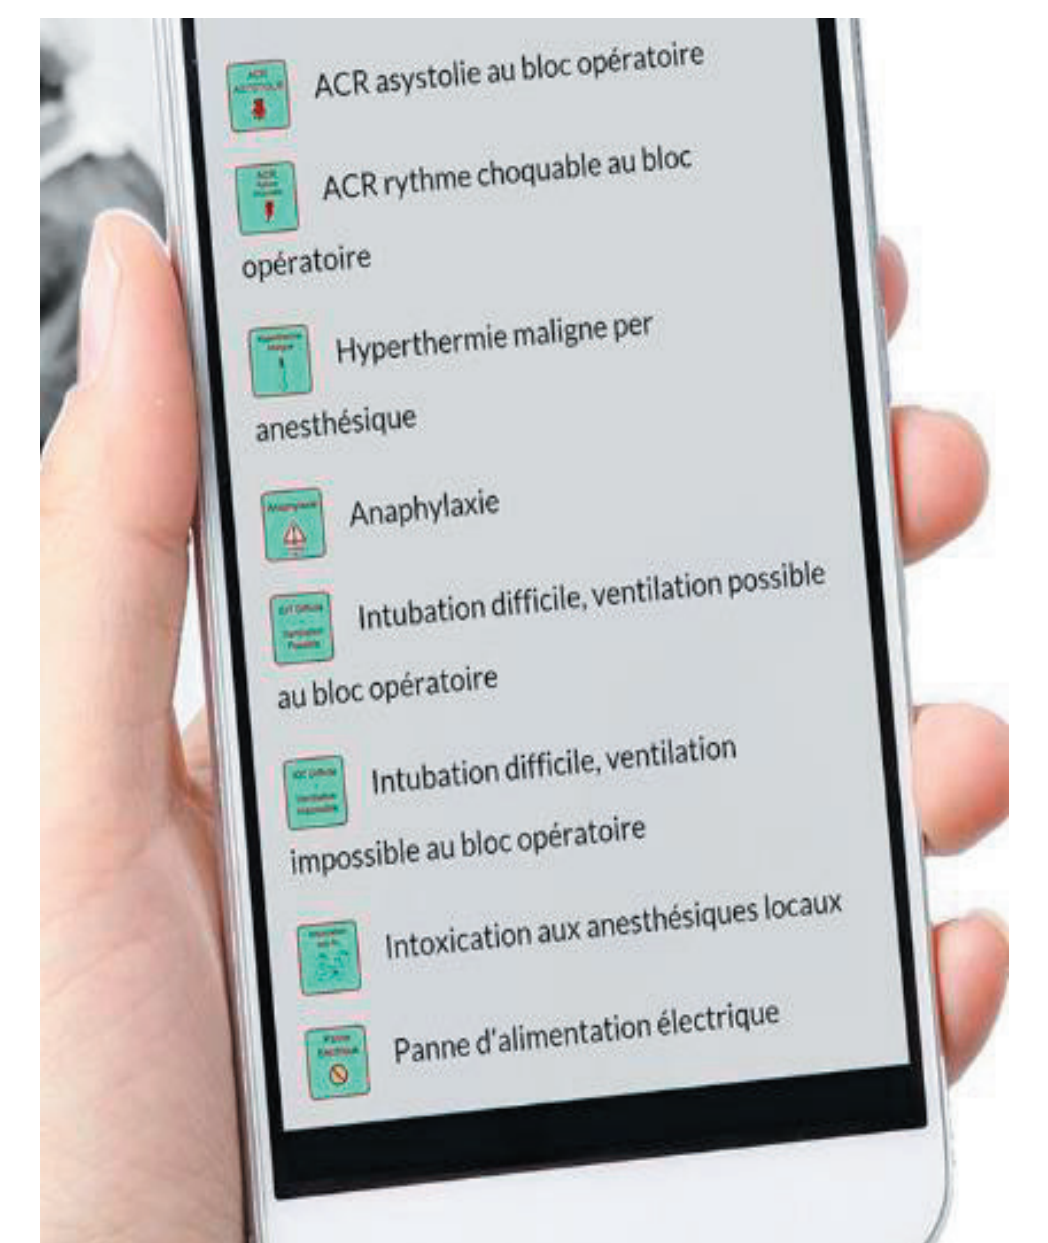 ACR asystolie au bloc opératoire
ACR rythme choquable au bloc
opératoire
Hyperthermie maligne per
anesthésique
Anaphylaxie
Intubation difficile, ventilation possible
au bloc opératoire
Intubation difficile, ventilation
impossible au bloc opératoire
Intoxication aux anesthésiques locaux
Panne d'alimentation électrique